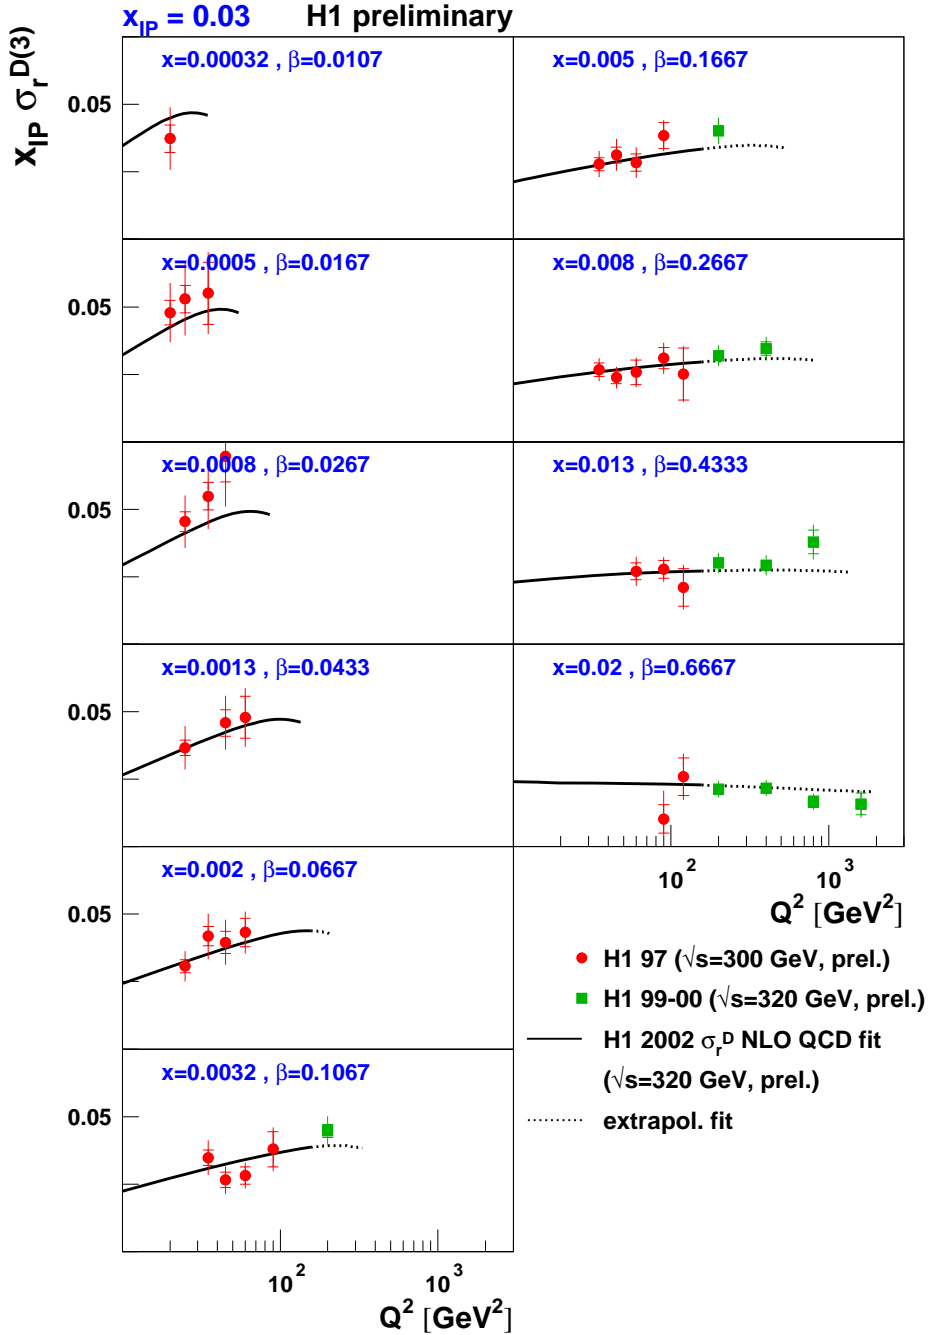 x_IP = 0.03 H1 preliminary
x_IP σ_r^D(3)
x=0.00032 , β=0.0107
0.05
x=0.0005 , β=0.0167
0.05
x=0.0008 , β=0.0267
0.05
x=0.0013 , β=0.0433
0.05
x=0.002 , β=0.0667
0.05
x=0.0032 , β=0.1067
0.05
10^2 10^3
Q^2 [GeV^2]
x=0.005 , β=0.1667
x=0.008 , β=0.2667
x=0.013 , β=0.4333
x=0.02 , β=0.6667
10^2 10^3
Q^2 [GeV^2]
H1 97 (√s=300 GeV, prel.)
H1 99-00 (√s=320 GeV, prel.)
H1 2002 σ_r^D NLO QCD fit
(√s=320 GeV, prel.)
extrapol. fit